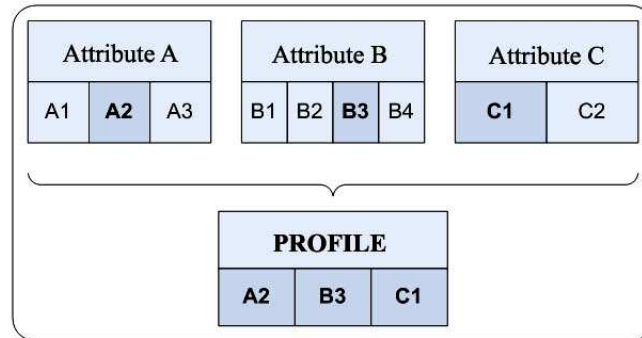 Attribute A Attribute B Attribute C
A1 A2 A3 B1 B2 B3 B4 C1 C2
PROFILE
A2 B3 C1